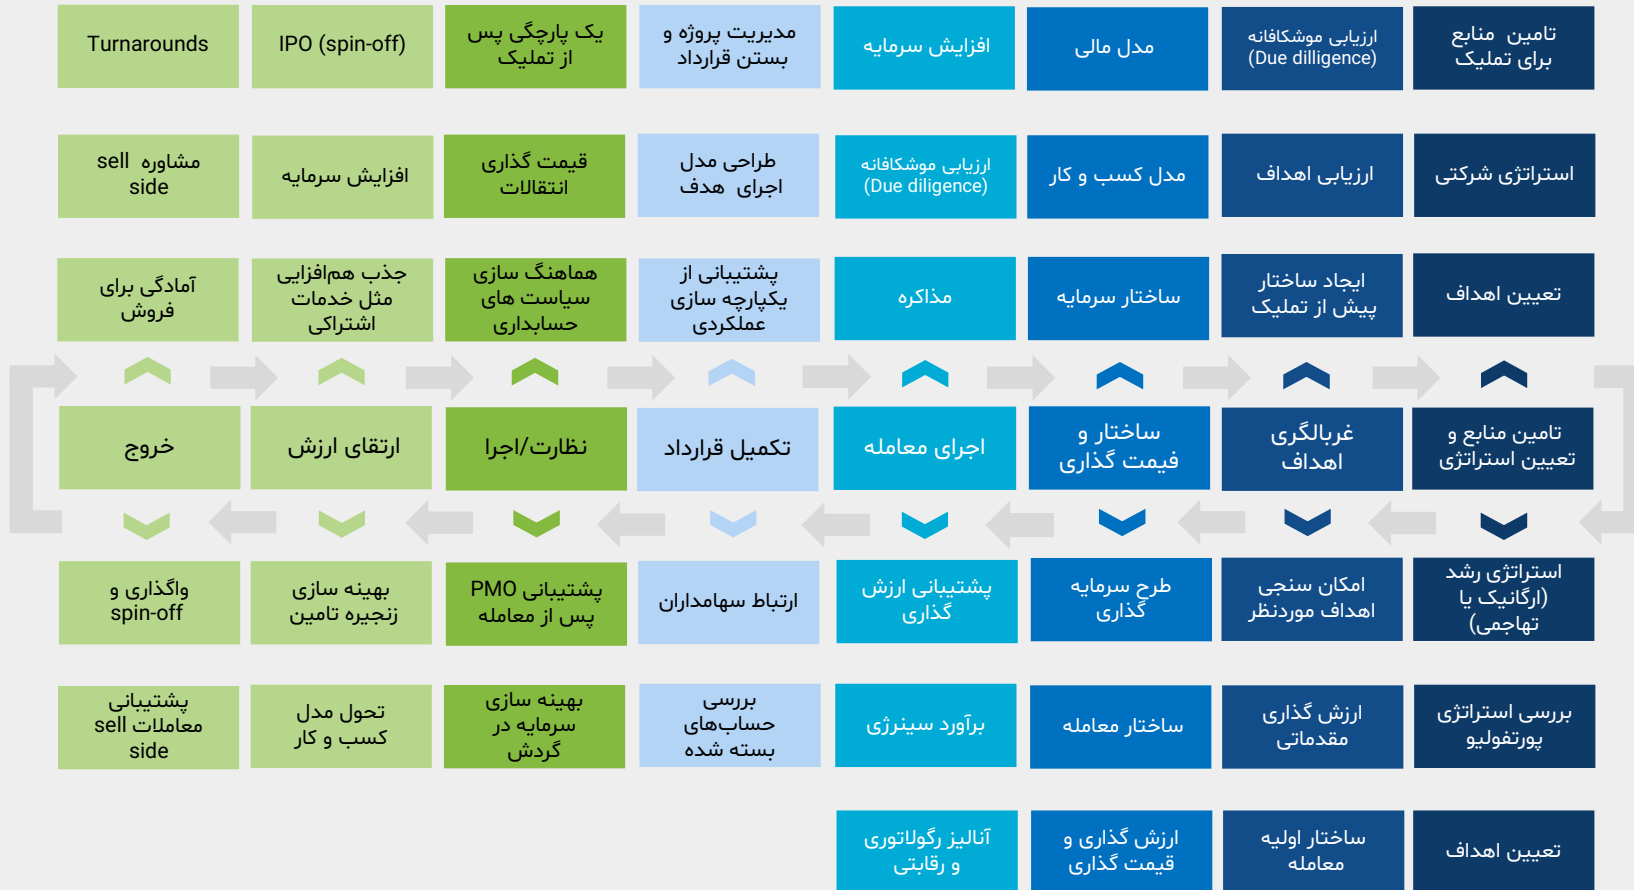 تامین منابع
برای تملیک
ارزیابی موشکافانه
(Due dilligence)
مدل مالی
افزایش سرمایه
مدیریت پروژه و
بستن قرارداد
یک پارچگی پس
از تملیک
IPO (spin-off)
Turnarounds
استراتژی شرکتی
ارزیابی اهداف
مدل کسب و کار
ارزیابی موشکافانه
(Due diligence)
طراحی مدل
اجرای هدف
قیمت گذاری
انتقالات
افزایش سرمایه
مشاوره sell
side
تعیین اهداف
ایجاد ساختار
پیش از تملیک
ساختار سرمایه
مذاکره
پشتیبانی از
یکپارچه سازی
عملکردی
هماهنگ سازی
سیاست های
حسابداری
جذب هم‌افزایی
مثل خدمات
اشتراکی
آمادگی برای
فروش
تامین منابع و
تعیین استراتژی
غربالگری
اهداف
ساختار و
فیمت گذاری
اجرای معامله
تکمیل قرارداد
نظارت/اجرا
ارتقای ارزش
خروج
استراتژی رشد
(ارگانیک یا
تهاجمی)
امکان سنجی
اهداف موردنظر
طرح سرمایه
گذاری
پشتیبانی ارزش
گذاری
ارتباط سهامداران
پشتیبانی PMO
پس از معامله
بهینه سازی
زنجیره تامین
واگذاری و
spin-off
بررسی استراتژی
پورتفولیو
ارزش گذاری
مقدماتی
ساختار معامله
برآورد سینرژی
بررسی
حساب‌های
بسته شده
بهینه سازی
سرمایه در
گردش
تحول مدل
کسب و کار
پشتیبانی
معاملات sell
side
تعیین اهداف
ساختار اولیه
معامله
ارزش گذاری و
قیمت گذاری
آنالیز رگولاتوری
و رقابتی